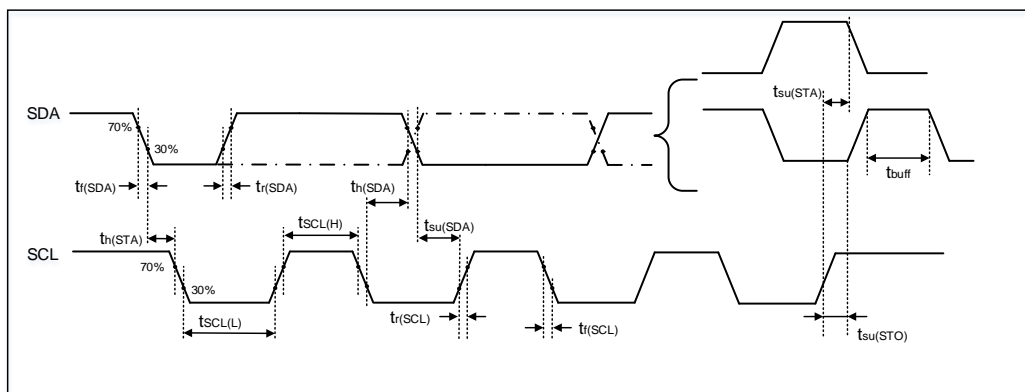 tsu(STA)
SDA
70%
30%
tbuff
tf(SDA)
tr(SDA)
th(SDA)
tSCL(H)
tsu(SDA)
th(STA)
SCL
70%
30%
tSCL(L)
tr(SCL)
tf(SCL)
tsu(STO)